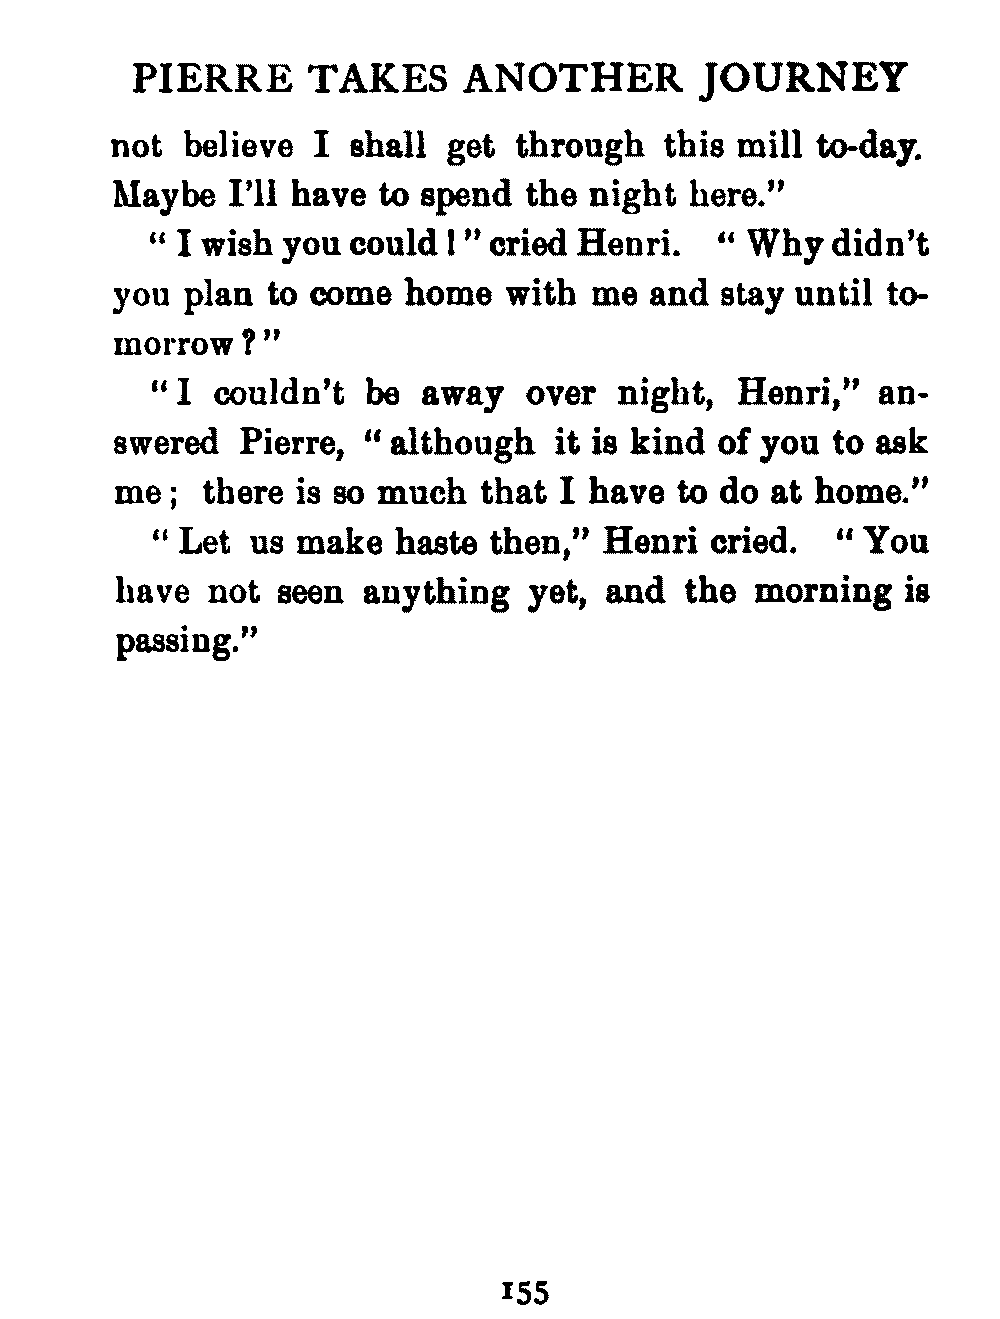 PIERRE TAKES ANOTHER JOURNEY
not believe I shall get through this mill to-day.
Maybe I'll have to spend the night here."
" I wish you could ! " cried Henri. " Why didn't
you plan to come home with me and stay until to-
morrow ? "
" I couldn't be away over night, Henri," an-
swered Pierre, " although it is kind of you to ask
me ; there is so much that I have to do at home."
" Let us make haste then," Henri cried. " You
have not seen anything yet, and the morning is
passing."
155